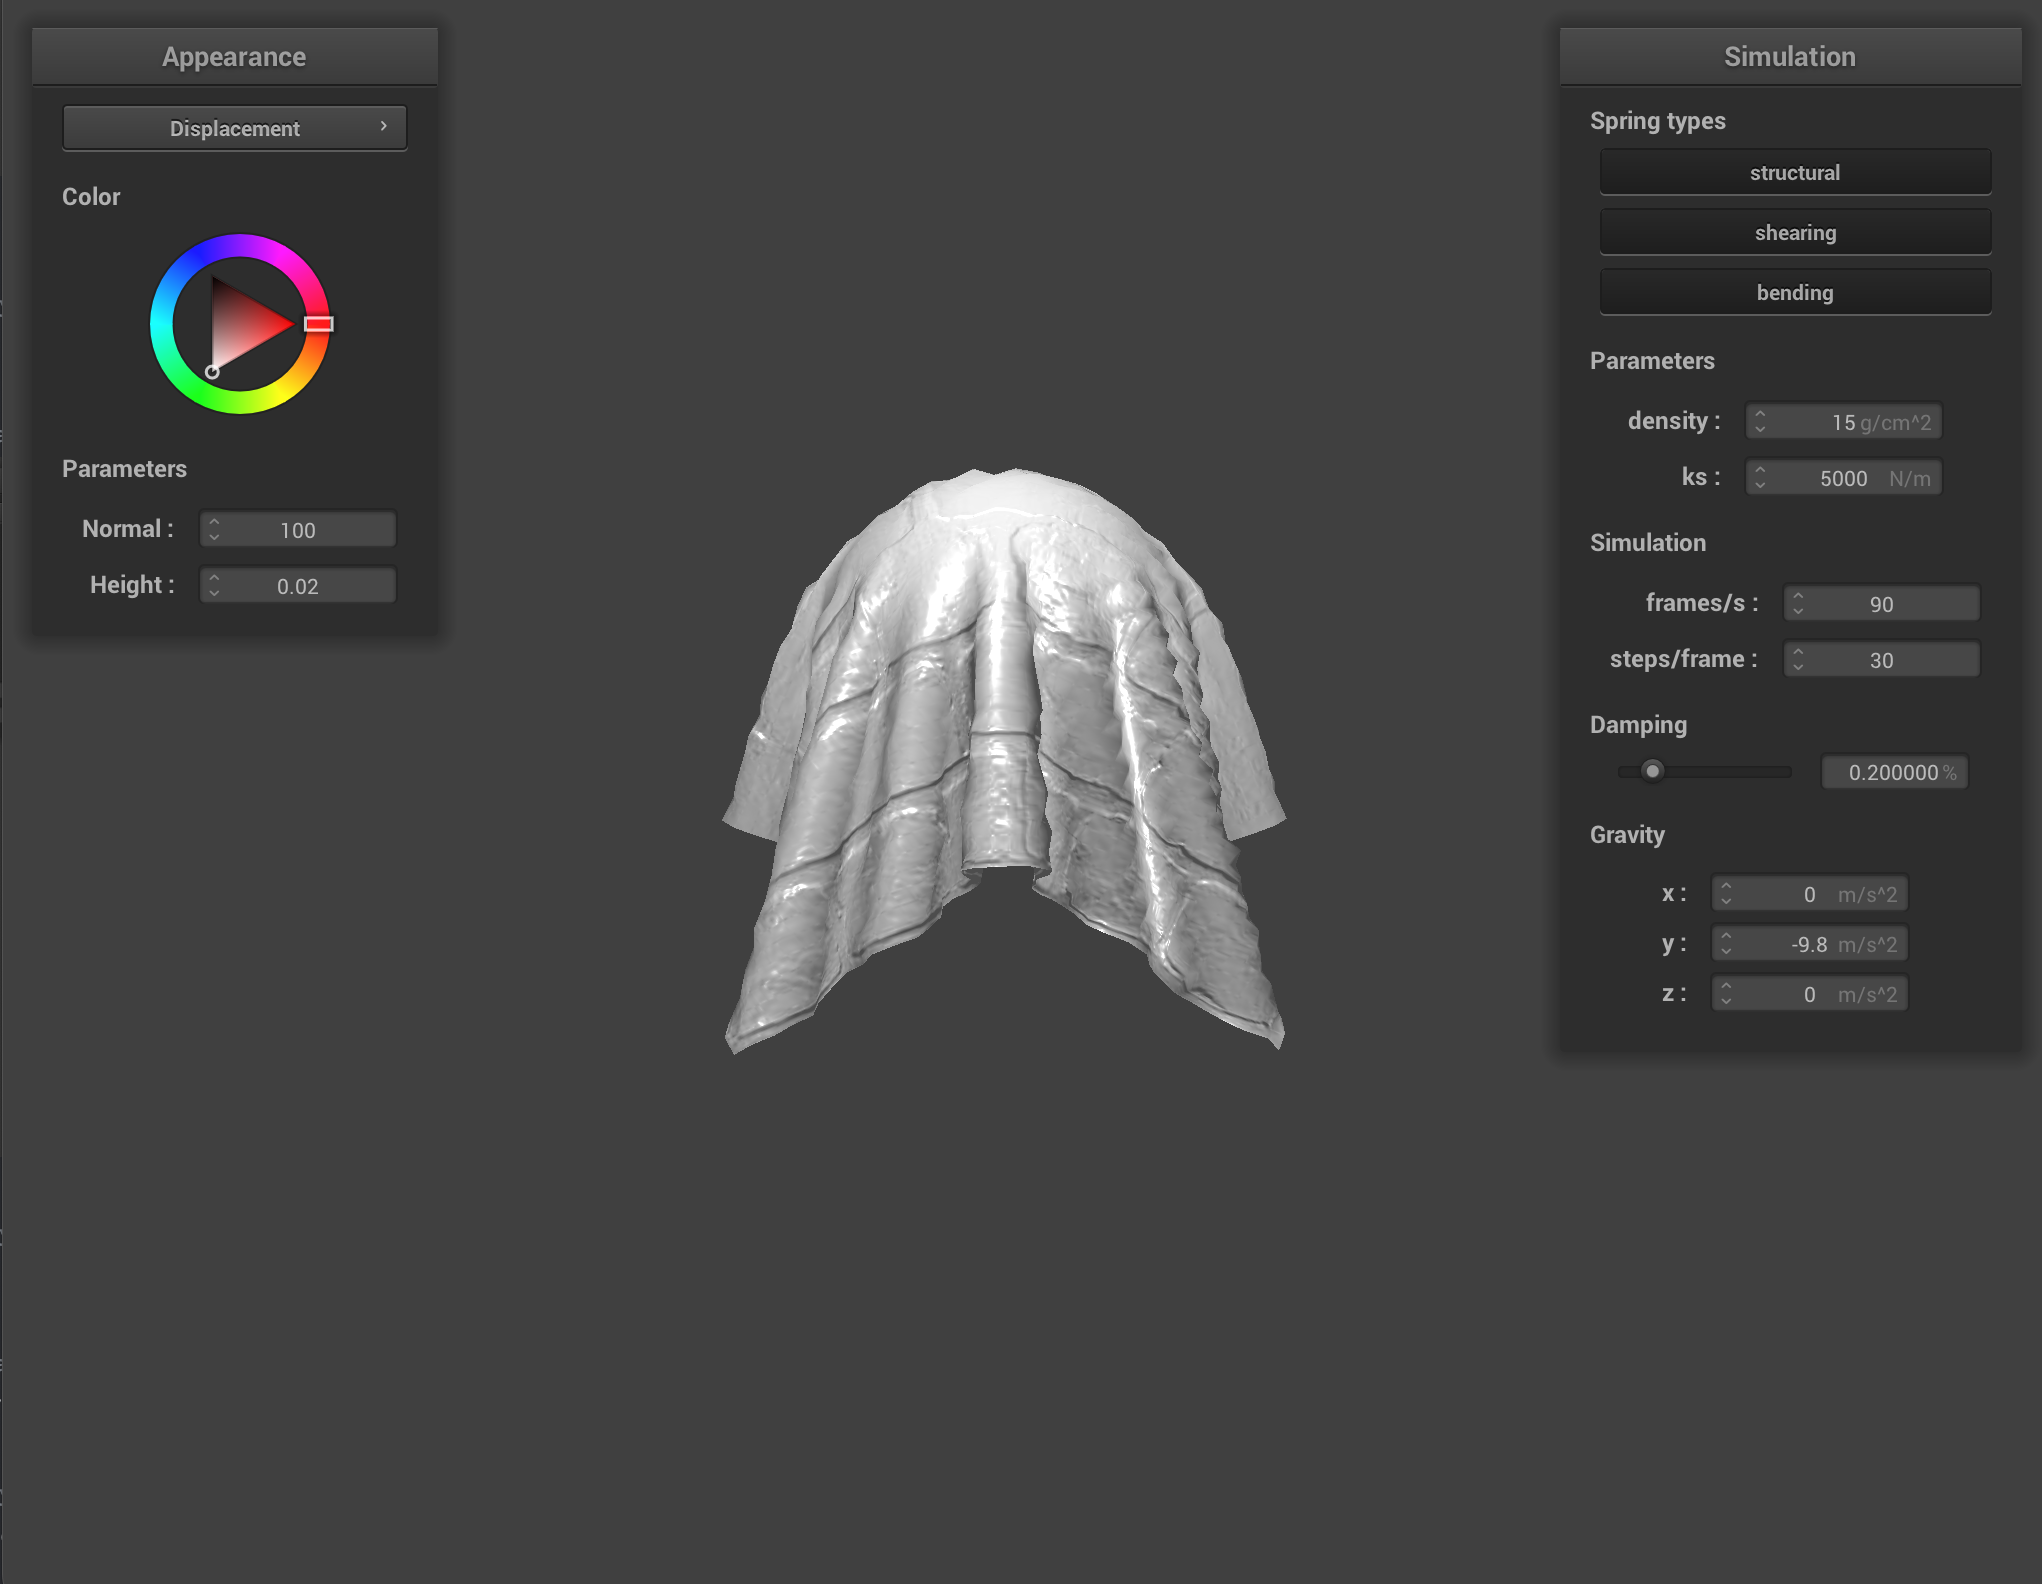 Appearance
Displacement
Color
Parameters
Normal : 100
Height : 0.02
Simulation
Spring types
structural
shearing
bending
Parameters
density : 15 g/cm^2
ks : 5000 N/m
Simulation
frames/s : 90
steps/frame : 30
Damping
0.200000 %
Gravity
x : 0 m/s^2
y : -9.8 m/s^2
z : 0 m/s^2